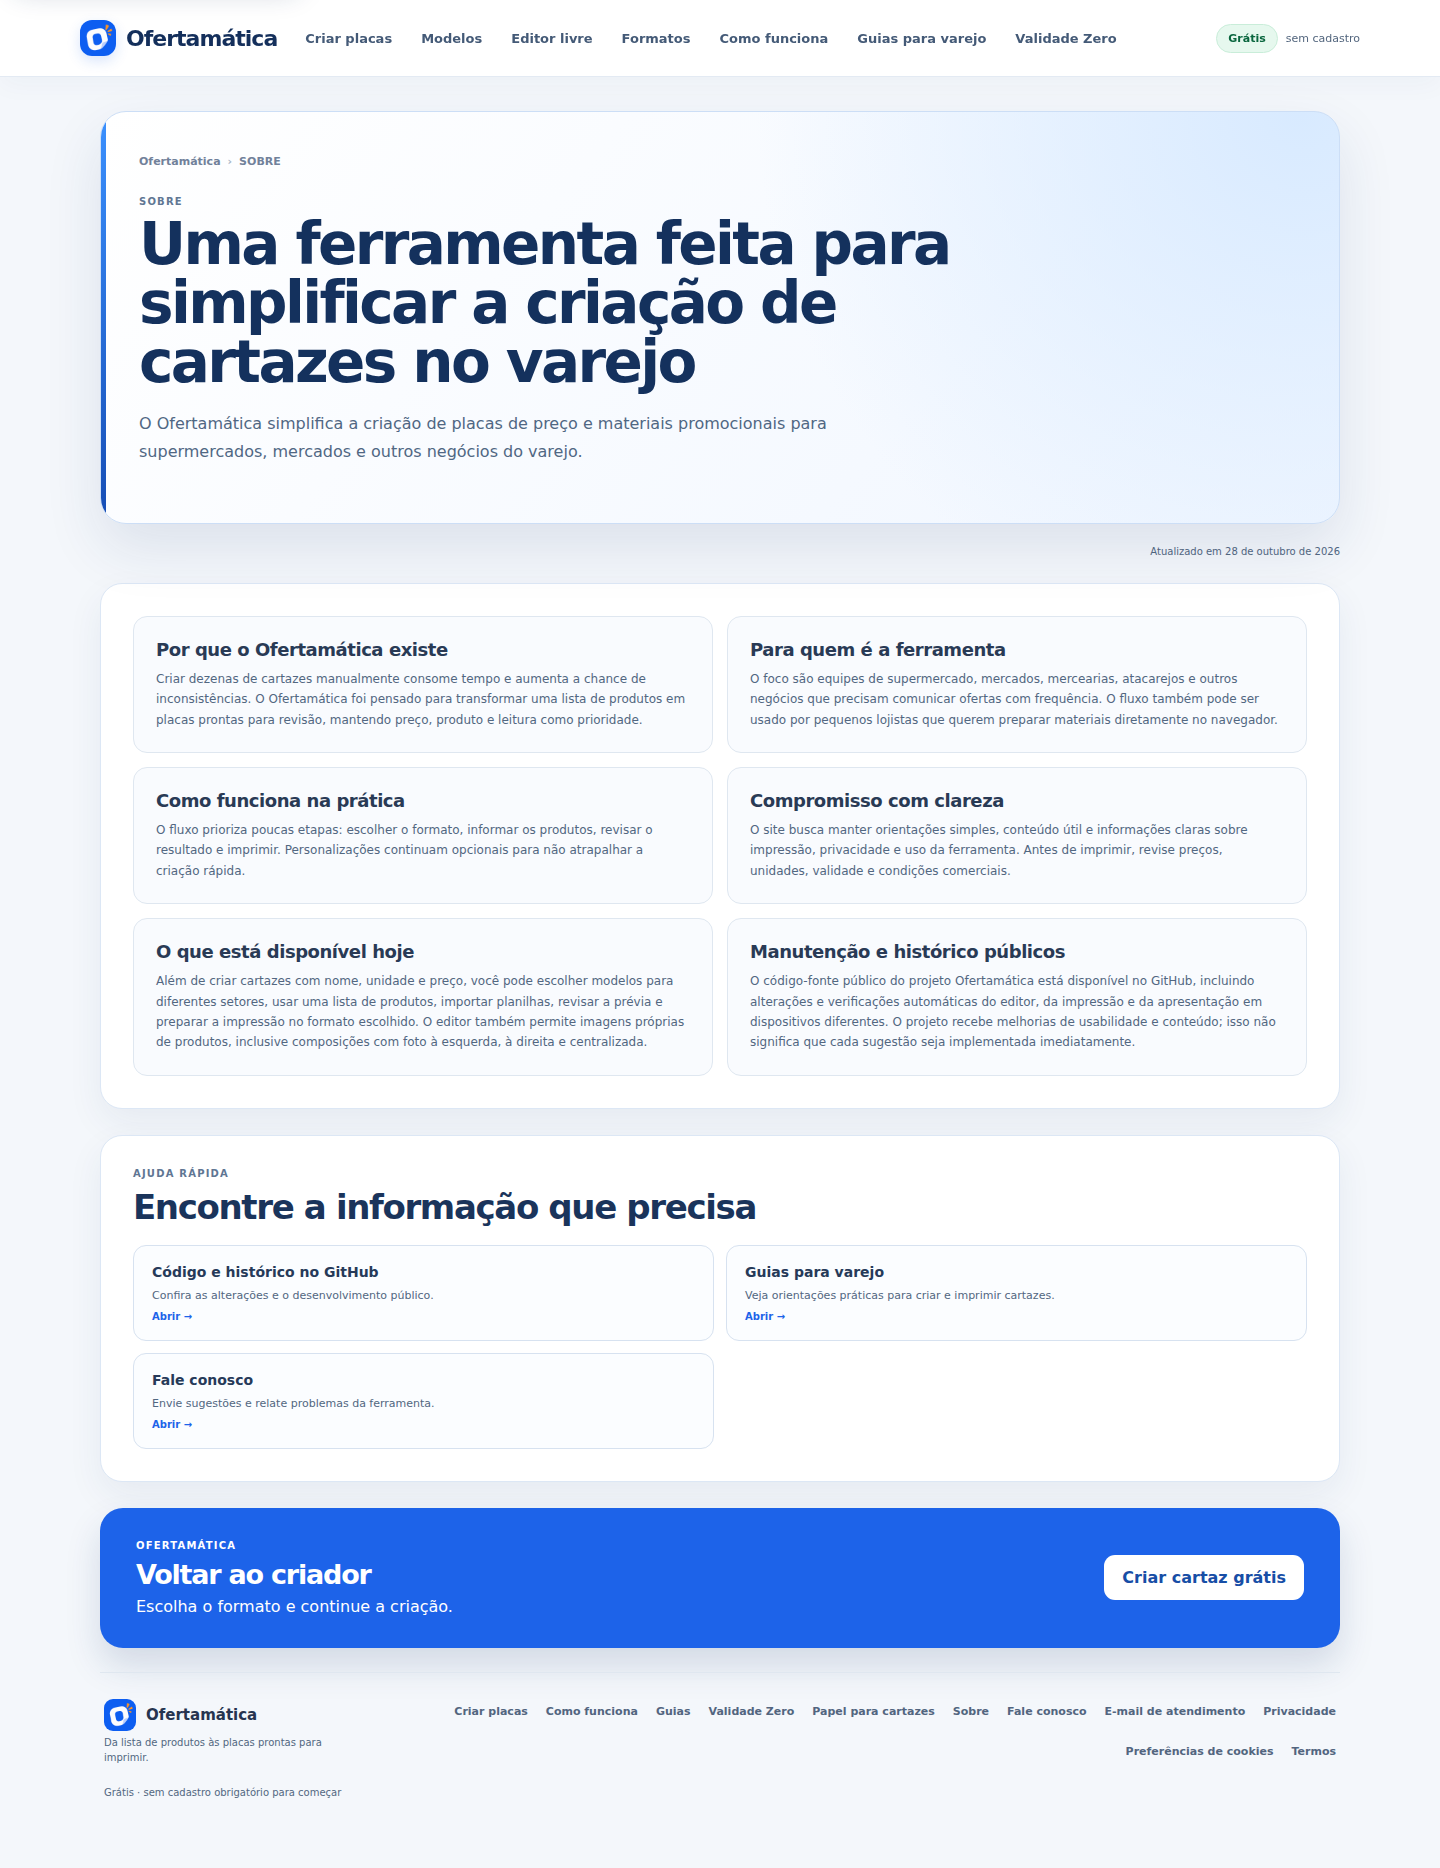 Ofertamática
Criar placas
Modelos
Editor livre
Formatos
Como funciona
Guias para varejo
Validade Zero
Grátis
sem cadastro
Ofertamática › SOBRE
SOBRE
Uma ferramenta feita para
simplificar a criação de
cartazes no varejo
O Ofertamática simplifica a criação de placas de preço e materiais promocionais para
supermercados, mercados e outros negócios do varejo.
Atualizado em 28 de outubro de 2026
Por que o Ofertamática existe
Criar dezenas de cartazes manualmente consome tempo e aumenta a chance de
inconsistências. O Ofertamática foi pensado para transformar uma lista de produtos em
placas prontas para revisão, mantendo preço, produto e leitura como prioridade.
Para quem é a ferramenta
O foco são equipes de supermercado, mercados, mercearias, atacarejos e outros
negócios que precisam comunicar ofertas com frequência. O fluxo também pode ser
usado por pequenos lojistas que querem preparar materiais diretamente no navegador.
Como funciona na prática
O fluxo prioriza poucas etapas: escolher o formato, informar os produtos, revisar o
resultado e imprimir. Personalizações continuam opcionais para não atrapalhar a
criação rápida.
Compromisso com clareza
O site busca manter orientações simples, conteúdo útil e informações claras sobre
impressão, privacidade e uso da ferramenta. Antes de imprimir, revise preços,
unidades, validade e condições comerciais.
O que está disponível hoje
Além de criar cartazes com nome, unidade e preço, você pode escolher modelos para
diferentes setores, usar uma lista de produtos, importar planilhas, revisar a prévia e
preparar a impressão no formato escolhido. O editor também permite imagens próprias
de produtos, inclusive composições com foto à esquerda, à direita e centralizada.
Manutenção e histórico públicos
O código-fonte público do projeto Ofertamática está disponível no GitHub, incluindo
alterações e verificações automáticas do editor, da impressão e da apresentação em
dispositivos diferentes. O projeto recebe melhorias de usabilidade e conteúdo; isso não
significa que cada sugestão seja implementada imediatamente.
AJUDA RÁPIDA
Encontre a informação que precisa
Código e histórico no GitHub
Confira as alterações e o desenvolvimento público.
Abrir →
Guias para varejo
Veja orientações práticas para criar e imprimir cartazes.
Abrir →
Fale conosco
Envie sugestões e relate problemas da ferramenta.
Abrir →
OFERTAMÁTICA
Voltar ao criador
Escolha o formato e continue a criação.
Criar cartaz grátis
Ofertamática
Da lista de produtos às placas prontas para
imprimir.
Grátis · sem cadastro obrigatório para começar
Criar placas
Como funciona
Guias
Validade Zero
Papel para cartazes
Sobre
Fale conosco
E-mail de atendimento
Privacidade
Preferências de cookies
Termos